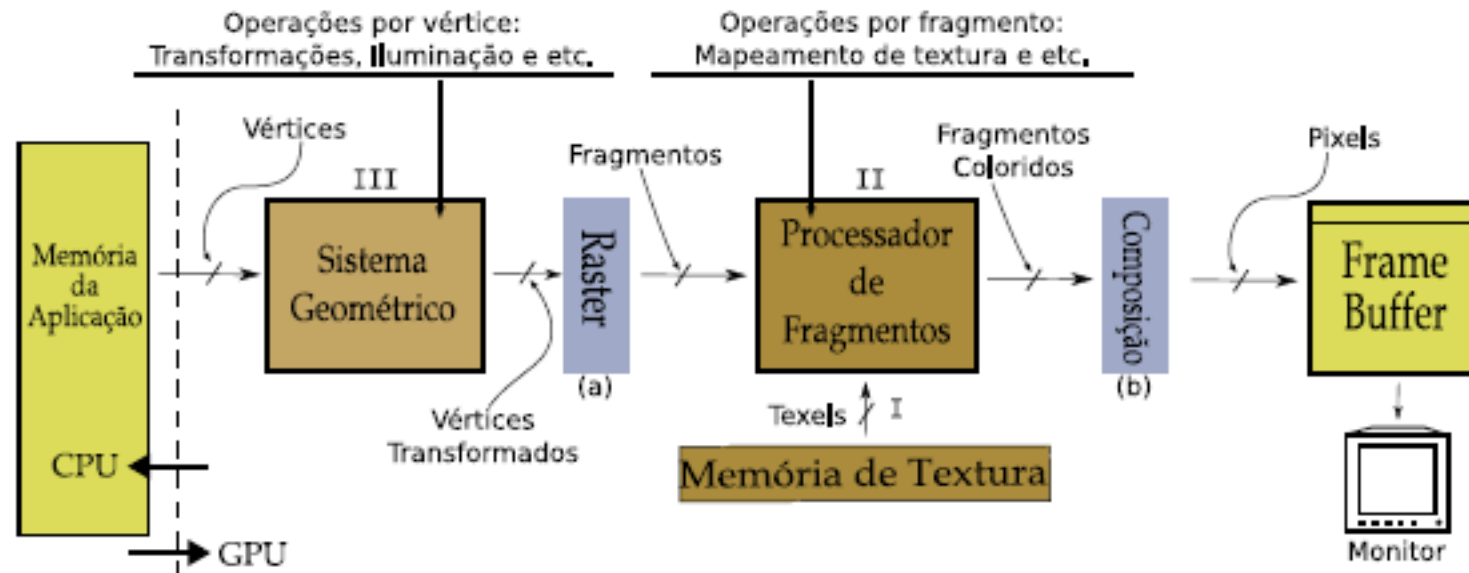 Operações por vértice:
Transformações, Iluminação e etc.
Operações por fragmento:
Mapeamento de textura e etc.
Vértices
Fragmentos
Fragmentos
Coloridos
Pixels
III
II
Memória
da
Aplicação
Sistema
Geométrico
Raster
Processador
de
Fragmentos
Composição
Frame
Buffer
(a)
(b)
Vértices
Transformados
Texels
I
Memória de Textura
CPU
GPU
Monitor